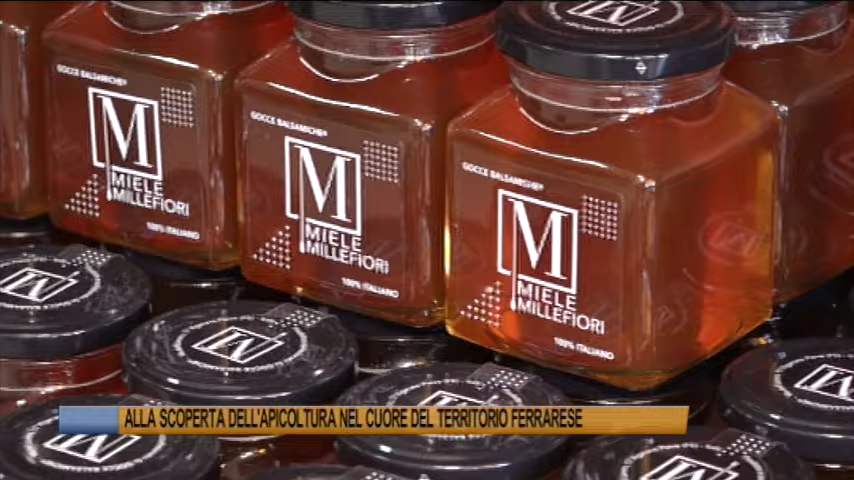 GOCCE BALSAMICHE®
M
MIELE
MILLEFIORI
100% ITALIANO
GOCCE BALSAMICHE®
M
MIELE
MILLEFIORI
100% ITALIANO
GOCCE BALSAMICHE®
M
MIELE
MILLEFIORI
100% ITALIANO
ALLA SCOPERTA DELL'APICOLTURA NEL CUORE DEL TERRITORIO FERRARESE